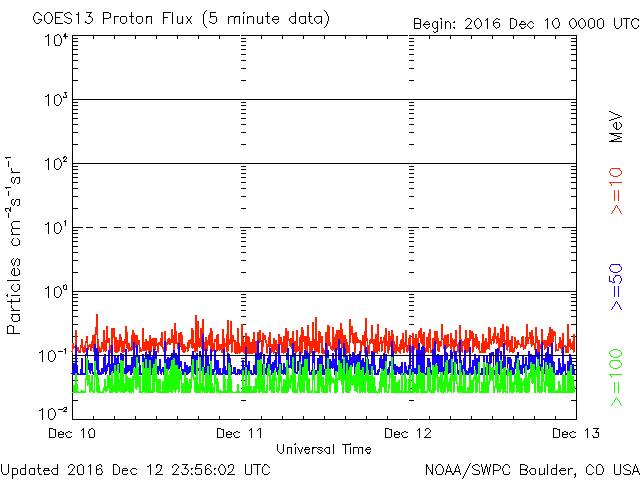 GOES13 Proton Flux (5 minute data)
Begin: 2016 Dec 10 0000 UTC
10⁴
10³
10²
10¹
10⁰
10⁻¹
10⁻²
Particles cm⁻²s⁻¹sr⁻¹
MeV
>=10
>=50
>=100
Dec 10
Dec 11
Dec 12
Dec 13
Universal Time
Updated 2016 Dec 12 23:56:02 UTC
NOAA/SWPC Boulder, CO USA